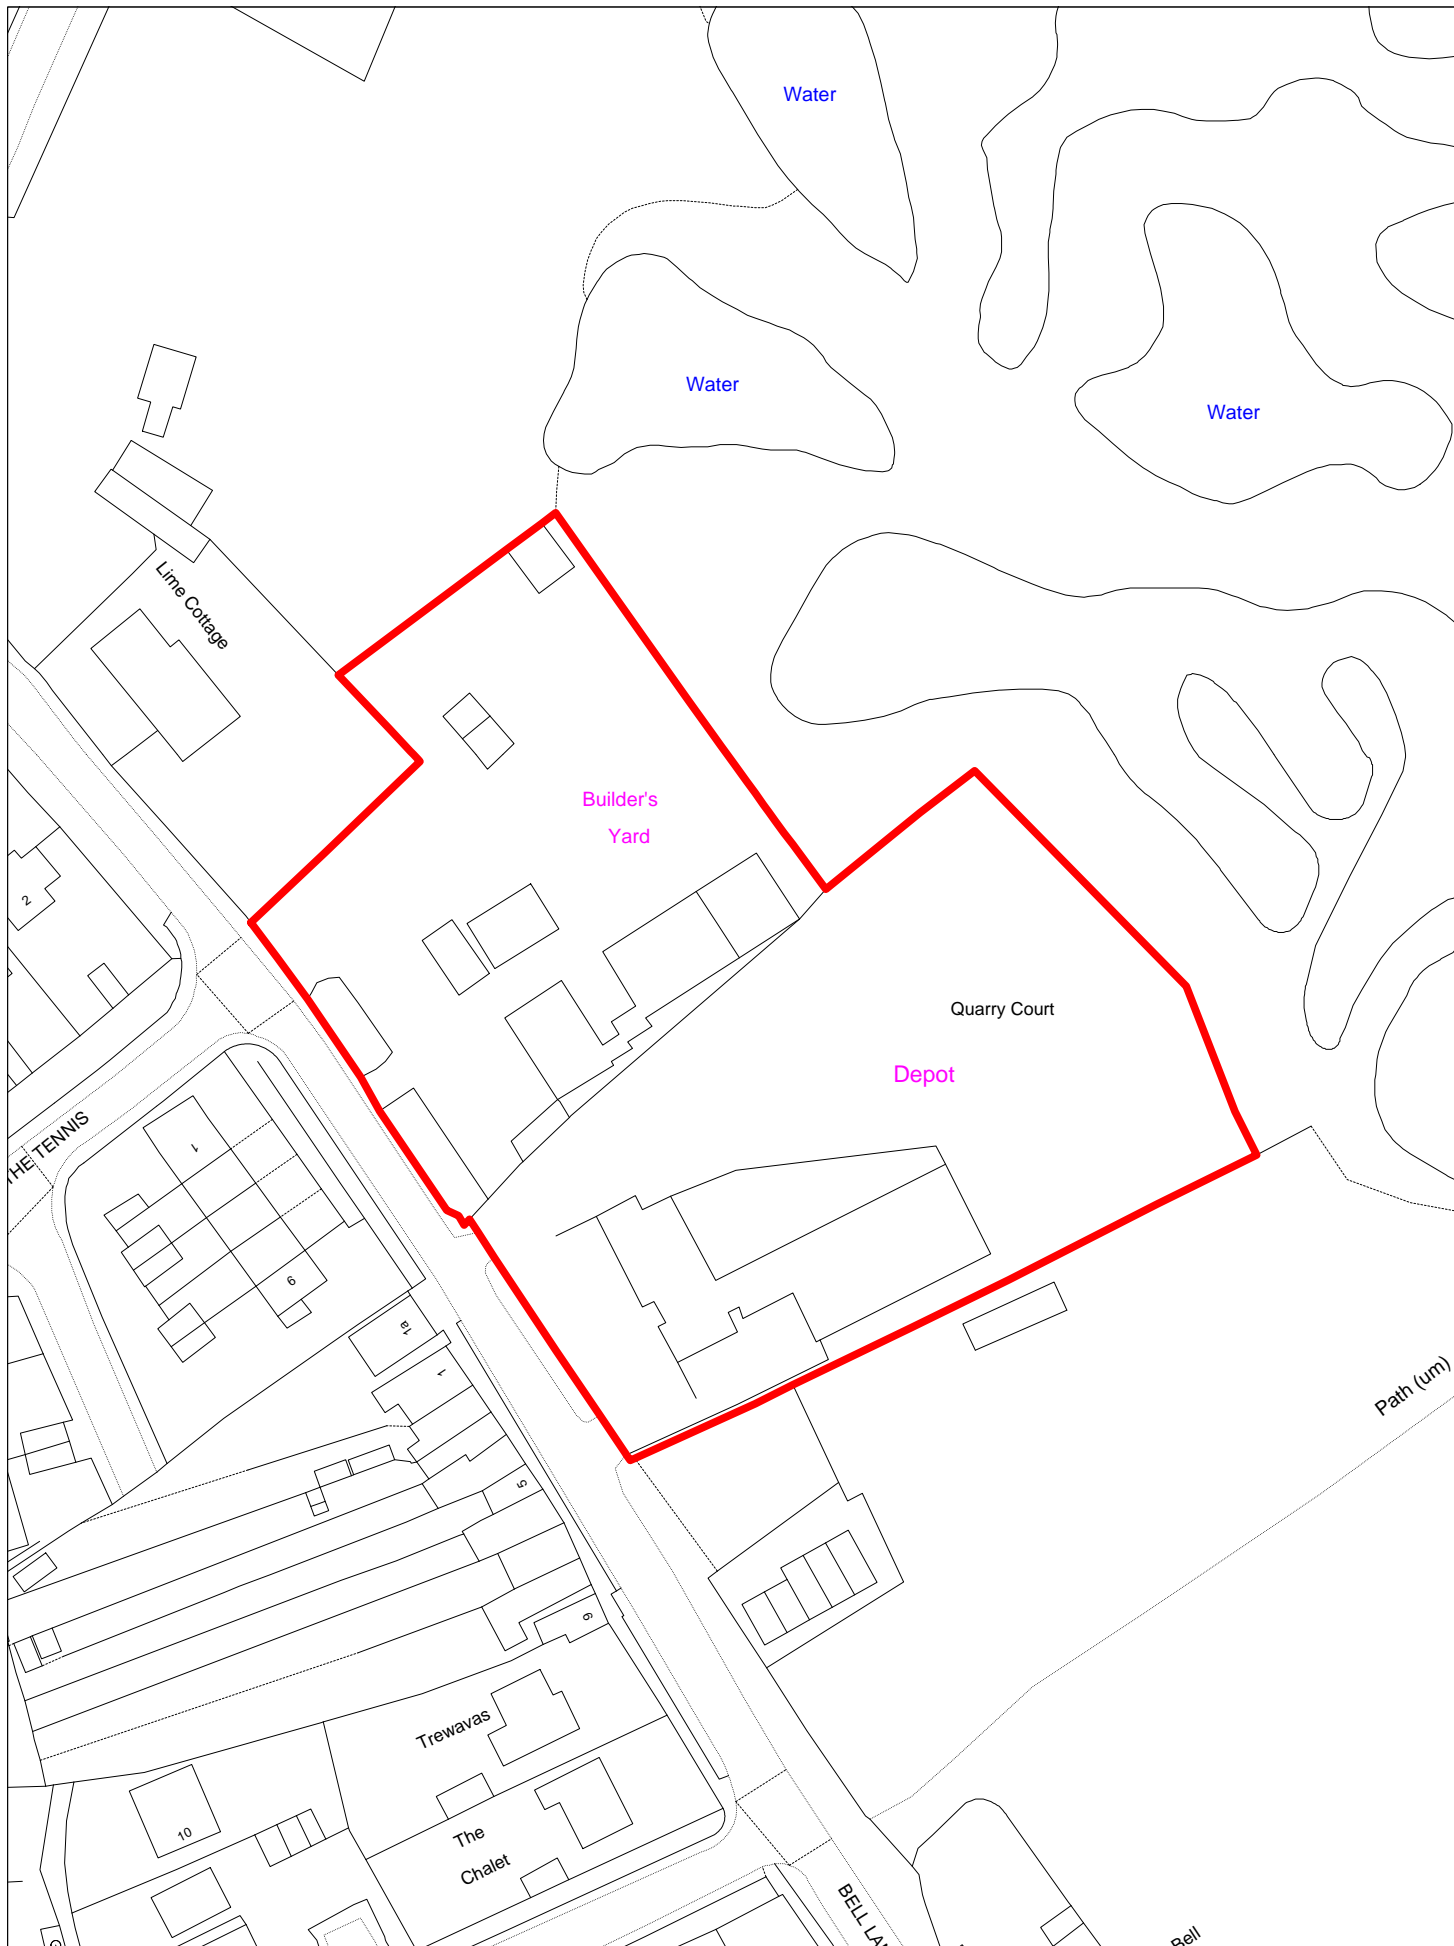 Water
Water
Water
Lime Cottage
Builder's
Yard
2
Quarry Court
Depot
THE TENNIS
1
9
1a
1
5
Path (um)
6
Trewavas
The
Chalet
10
BELL LA
Bell